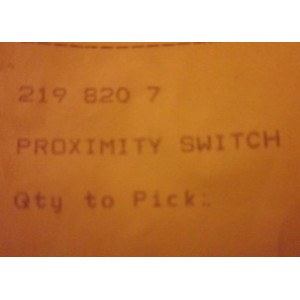 219 820 7
PROXIMITY SWITCH
Qty to Pick: